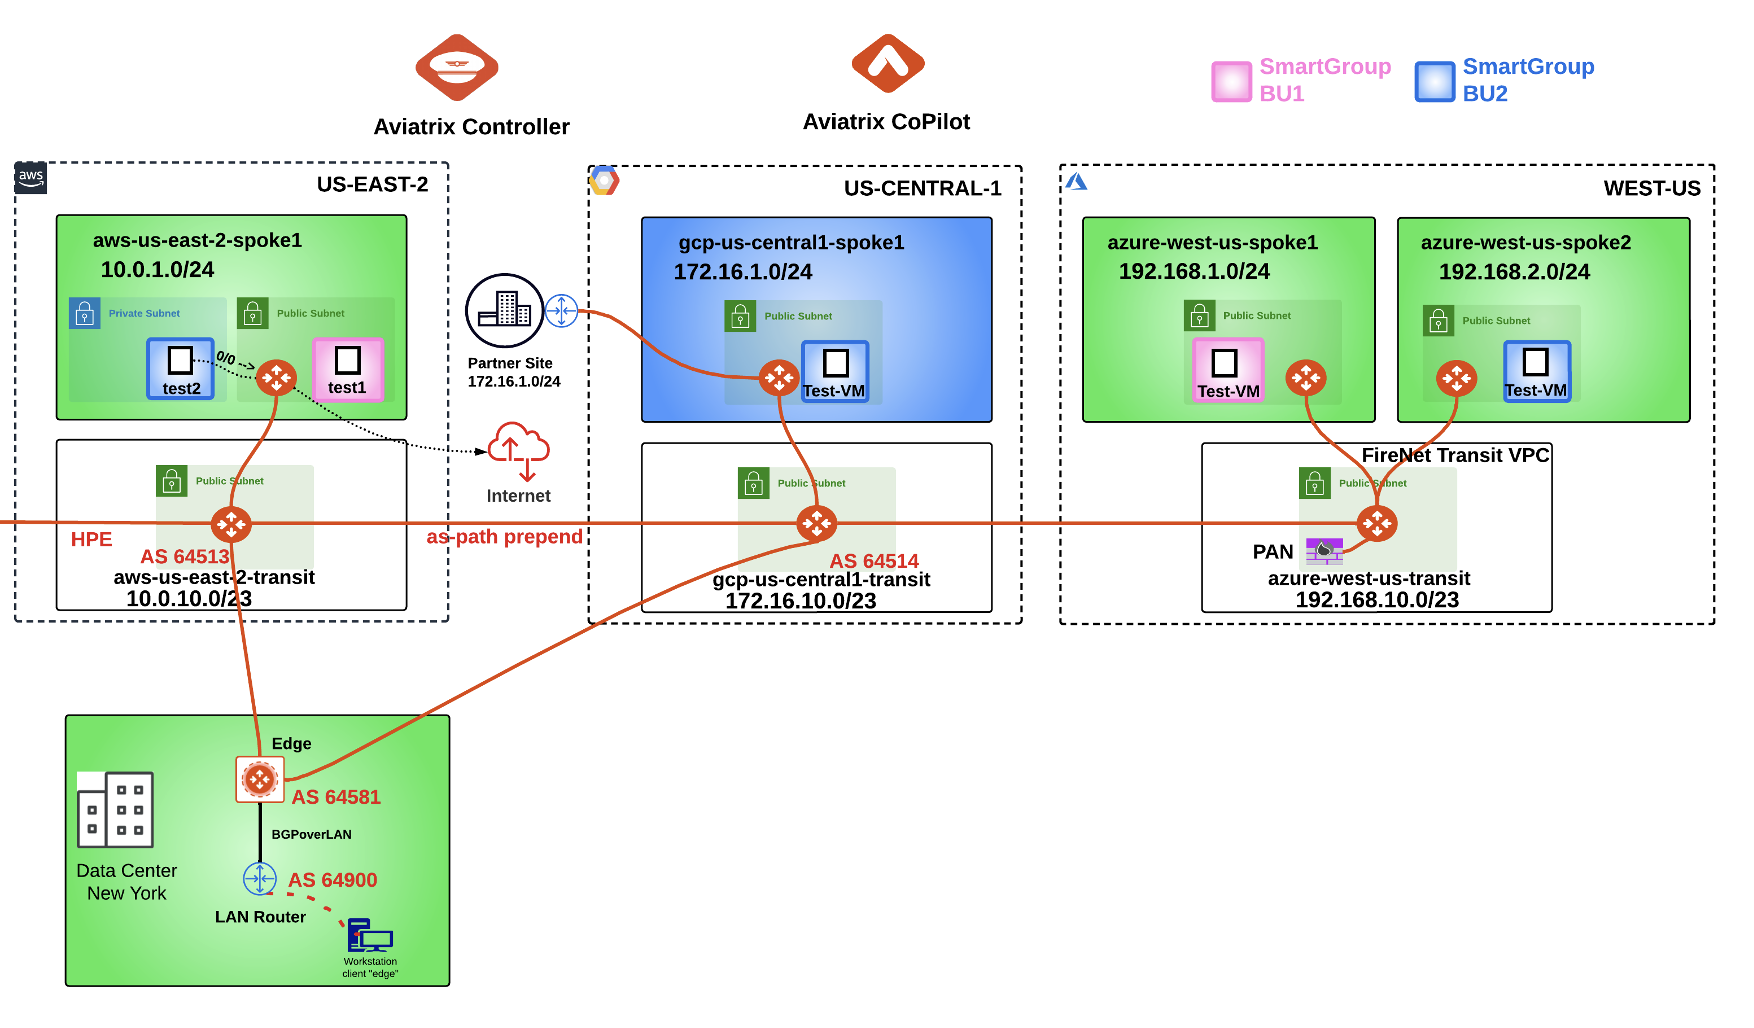 Aviatrix Controller
Aviatrix CoPilot
SmartGroup
BU1
SmartGroup
BU2
aws
US-EAST-2
aws-us-east-2-spoke1
10.0.1.0/24
Private Subnet
Public Subnet
0/0
test2
test1
Public Subnet
HPE
AS 64513
aws-us-east-2-transit
10.0.10.0/23
Partner Site
172.16.1.0/24
Internet
as-path prepend
US-CENTRAL-1
gcp-us-central1-spoke1
172.16.1.0/24
Public Subnet
Test-VM
Public Subnet
AS 64514
gcp-us-central1-transit
172.16.10.0/23
WEST-US
azure-west-us-spoke1
192.168.1.0/24
Public Subnet
Test-VM
azure-west-us-spoke2
192.168.2.0/24
Public Subnet
Test-VM
FireNet Transit VPC
Public Subnet
PAN
azure-west-us-transit
192.168.10.0/23
Edge
AS 64581
BGPoverLAN
Data Center
New York
AS 64900
LAN Router
Workstation
client "edge"